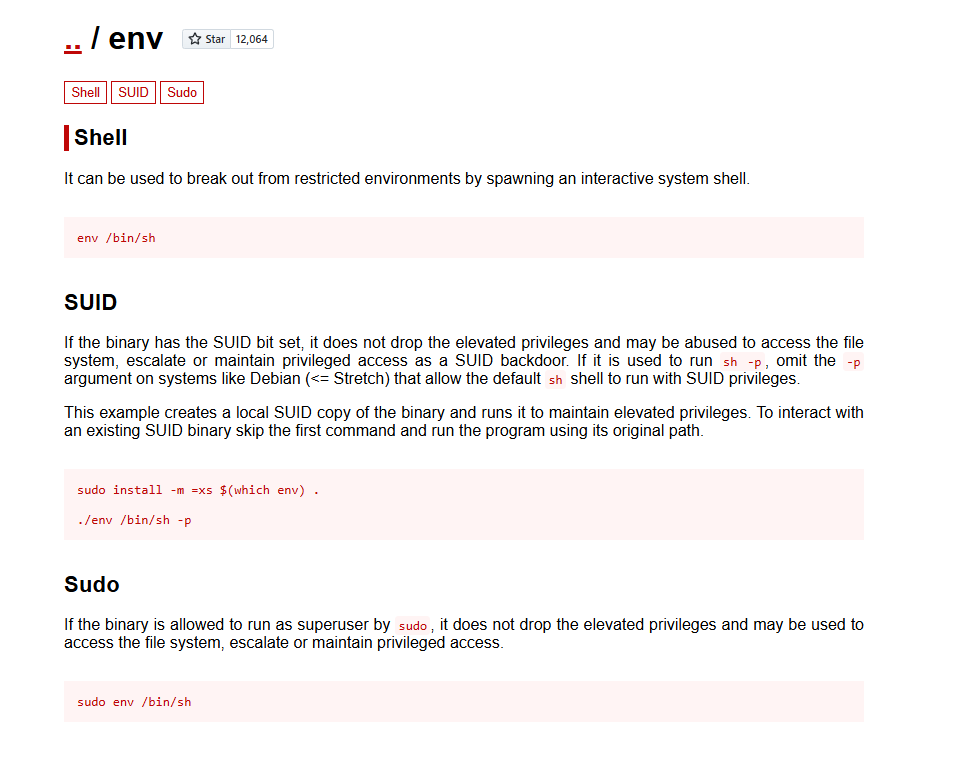 .. / env Star 12,064
Shell SUID Sudo
Shell
It can be used to break out from restricted environments by spawning an interactive system shell.
env /bin/sh
SUID
If the binary has the SUID bit set, it does not drop the elevated privileges and may be abused to access the file
system, escalate or maintain privileged access as a SUID backdoor. If it is used to run sh -p, omit the -p
argument on systems like Debian (<= Stretch) that allow the default sh shell to run with SUID privileges.
This example creates a local SUID copy of the binary and runs it to maintain elevated privileges. To interact with
an existing SUID binary skip the first command and run the program using its original path.
sudo install -m =xs $(which env) .
./env /bin/sh -p
Sudo
If the binary is allowed to run as superuser by sudo, it does not drop the elevated privileges and may be used to
access the file system, escalate or maintain privileged access.
sudo env /bin/sh